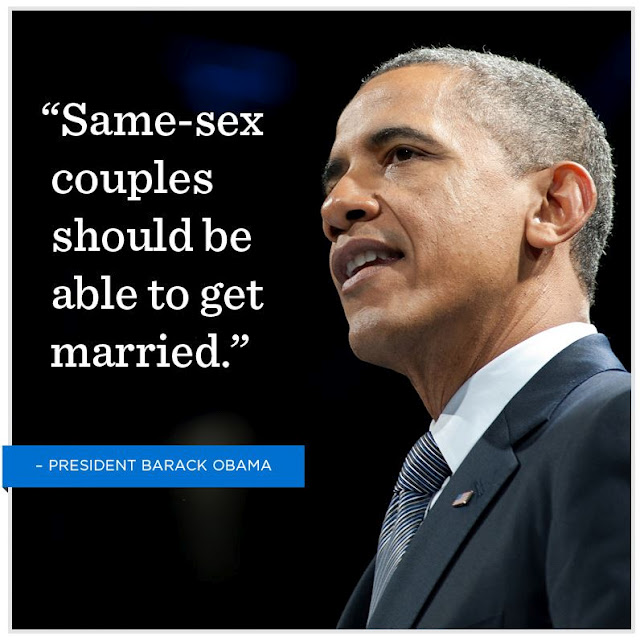 “Same-sex
couples
should be
able to get
married.”
– PRESIDENT BARACK OBAMA